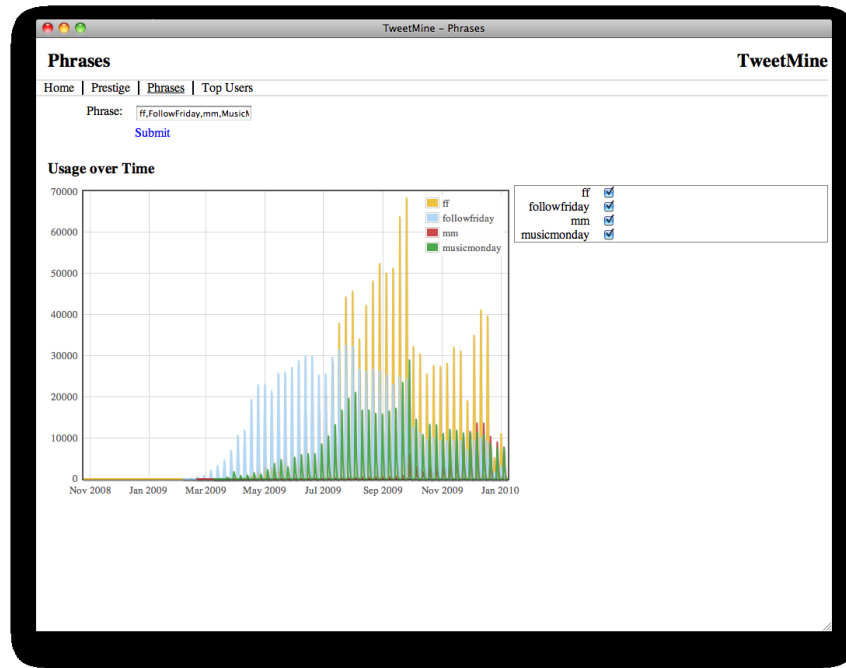 TweetMine – Phrases
Phrases
TweetMine
Home Prestige Phrases Top Users
Phrase: ff,FollowFriday,mm,MusicM
Submit
Usage over Time
70000
60000
50000
40000
30000
20000
10000
0
Nov 2008 Jan 2009 Mar 2009 May 2009 Jul 2009 Sep 2009 Nov 2009 Jan 2010
ff
followfriday
mm
musicmonday
ff
followfriday
mm
musicmonday